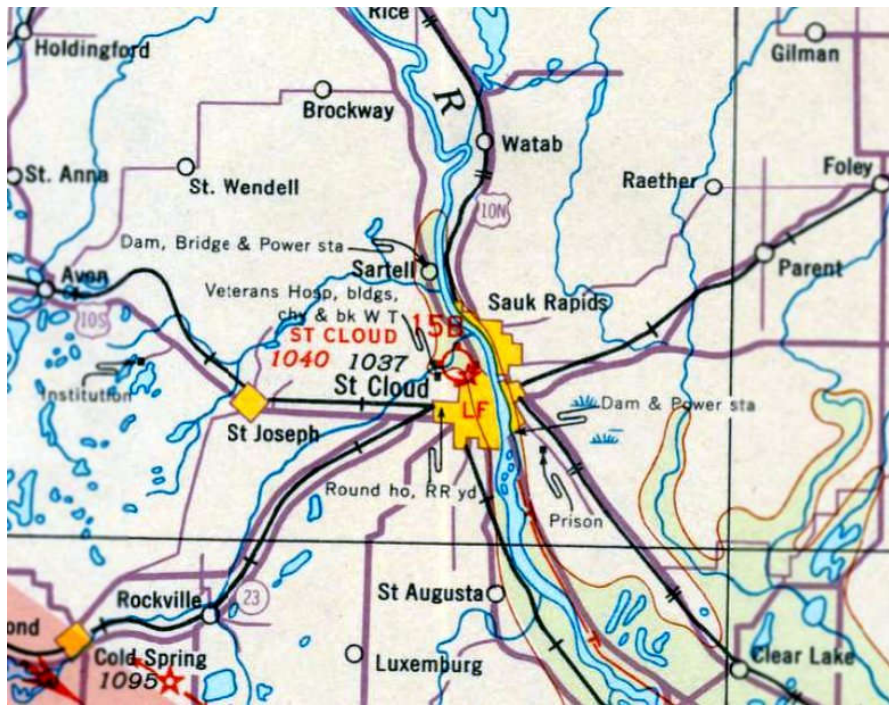 Rice
Holdingford
Gilman
Brockway
R
Watab
St. Anna
St. Wendell
Raether
Foley
10N
Dam, Bridge & Power sta
Sartell
Parent
Avon
Veterans Hosp, bldgs,
chy & bk W T
15B
Sauk Rapids
10S
ST CLOUD
1040 1037
Institution
St Cloud
LF
Dam & Power sta
St Joseph
Round ho, RR yd
Prison
St Augusta
Rockville
23
ond
Cold Spring
1095
Luxemburg
Clear Lake